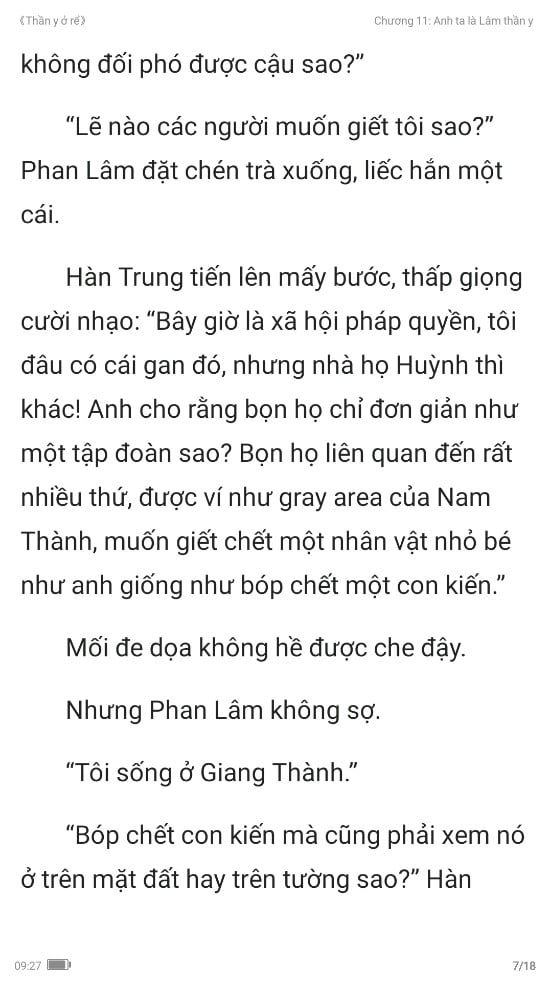 《Thần y ở rể》
Chương 11: Anh ta là Lâm thần y
không đối phó được cậu sao?”
“Lẽ nào các người muốn giết tôi sao?”
Phan Lâm đặt chén trà xuống, liếc hắn một
cái.
Hàn Trung tiến lên mấy bước, thấp giọng
cười nhạo: “Bây giờ là xã hội pháp quyền, tôi
đâu có cái gan đó, nhưng nhà họ Huỳnh thì
khác! Anh cho rằng bọn họ chỉ đơn giản như
một tập đoàn sao? Bọn họ liên quan đến rất
nhiều thứ, được ví như gray area của Nam
Thành, muốn giết chết một nhân vật nhỏ bé
như anh giống như bóp chết một con kiến.”
Mối đe dọa không hề được che đậy.
Nhưng Phan Lâm không sợ.
“Tôi sống ở Giang Thành.”
“Bóp chết con kiến mà cũng phải xem nó
ở trên mặt đất hay trên tường sao?” Hàn
09:27
7/18